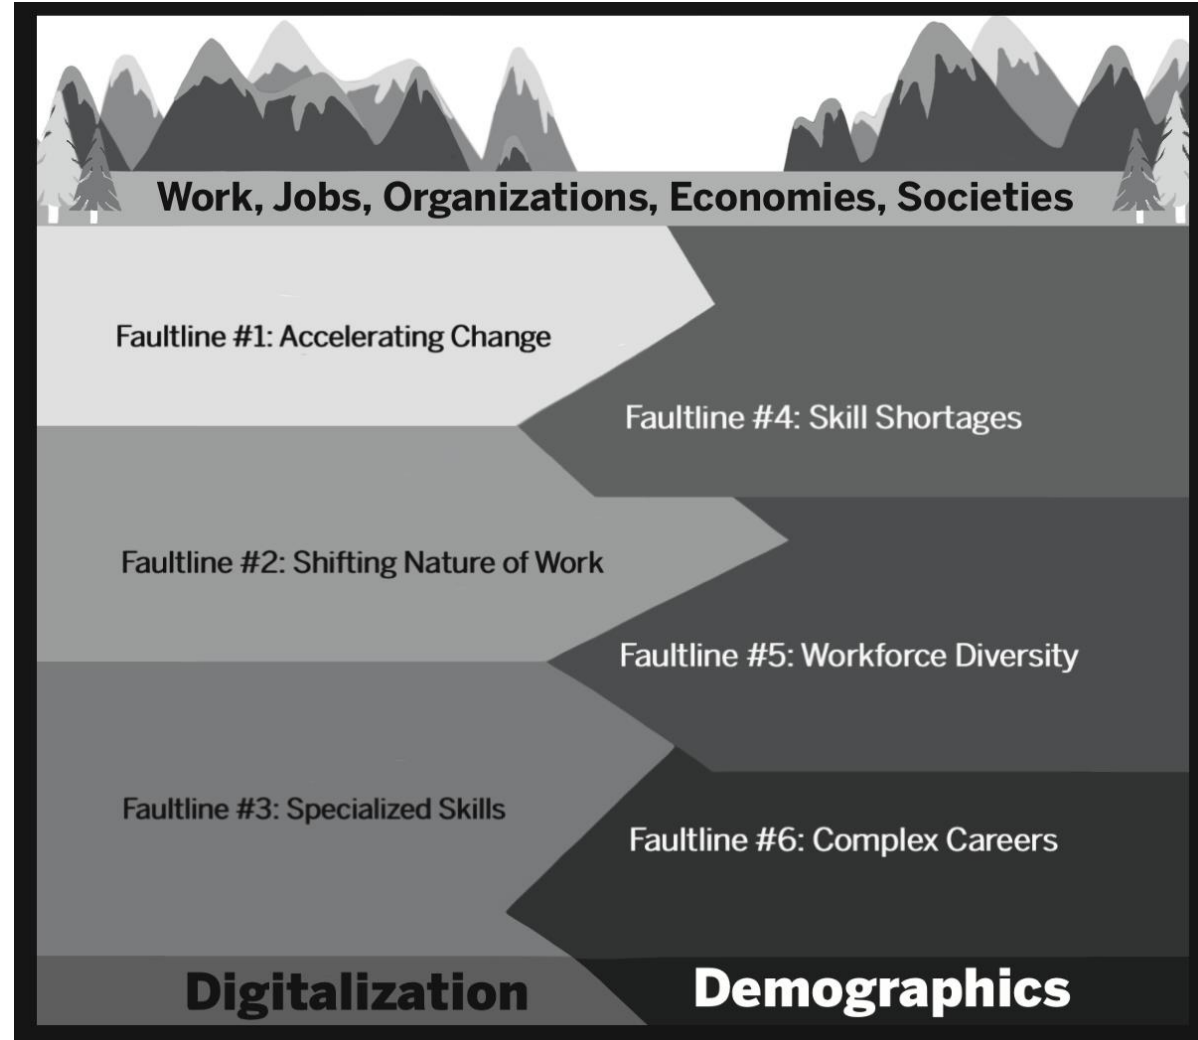 Work, Jobs, Organizations, Economies, Societies
Faultline #1: Accelerating Change
Faultline #4: Skill Shortages
Faultline #2: Shifting Nature of Work
Faultline #5: Workforce Diversity
Faultline #3: Specialized Skills
Faultline #6: Complex Careers
Digitalization
Demographics